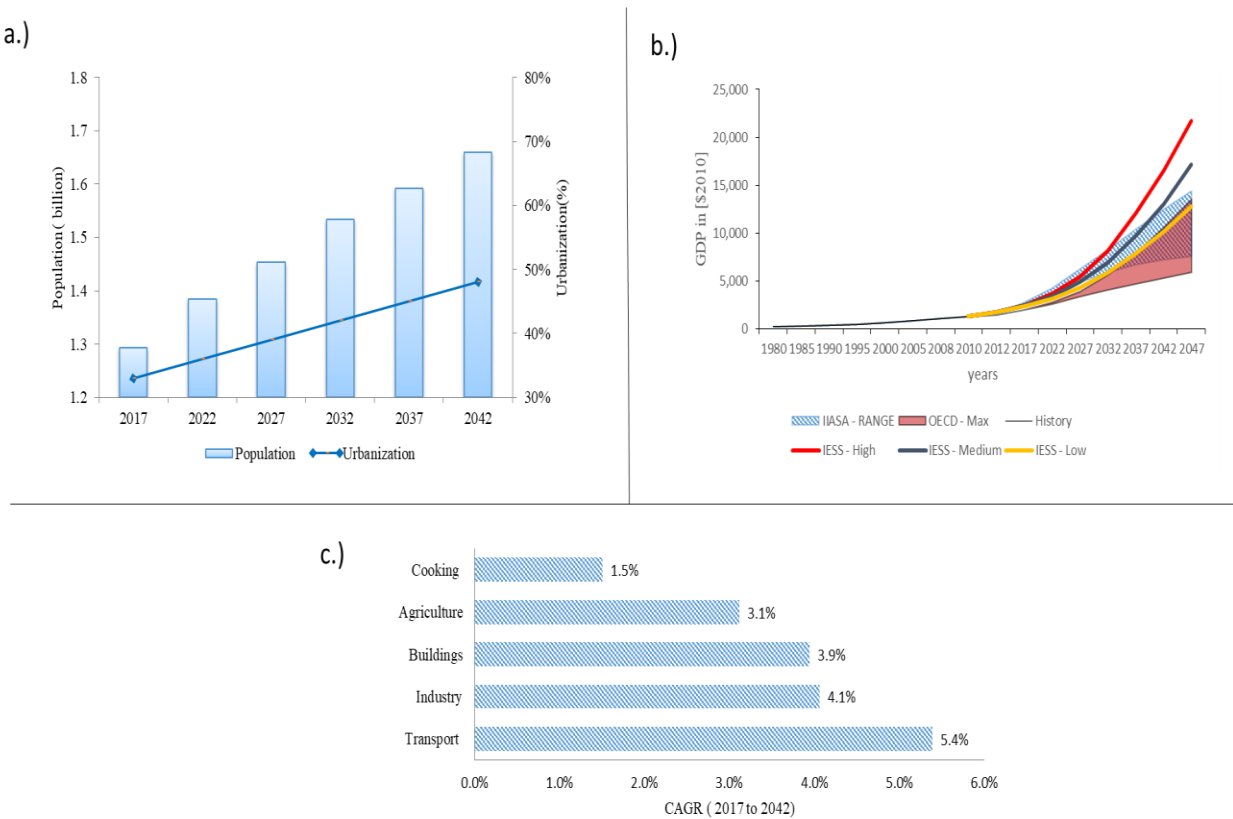 a.)
Population( billion)
1.8
1.7
1.6
1.5
1.4
1.3
1.2
80%
70%
60%
50%
40%
30%
Urbanization(%)
2017 2022 2027 2032 2037 2042
Population Urbanization
b.)
GDP in [$2010]
25,000
20,000
15,000
10,000
5,000
0
1980 1985 1990 1995 2000 2005 2008 2010 2012 2017 2022 2027 2032 2037 2042 2047
years
IIASA - RANGE OECD - Max History
IESS - High IESS - Medium IESS - Low
c.)
Cooking 1.5%
Agriculture 3.1%
Buildings 3.9%
Industry 4.1%
Transport 5.4%
0.0% 1.0% 2.0% 3.0% 4.0% 5.0% 6.0%
CAGR ( 2017 to 2042)